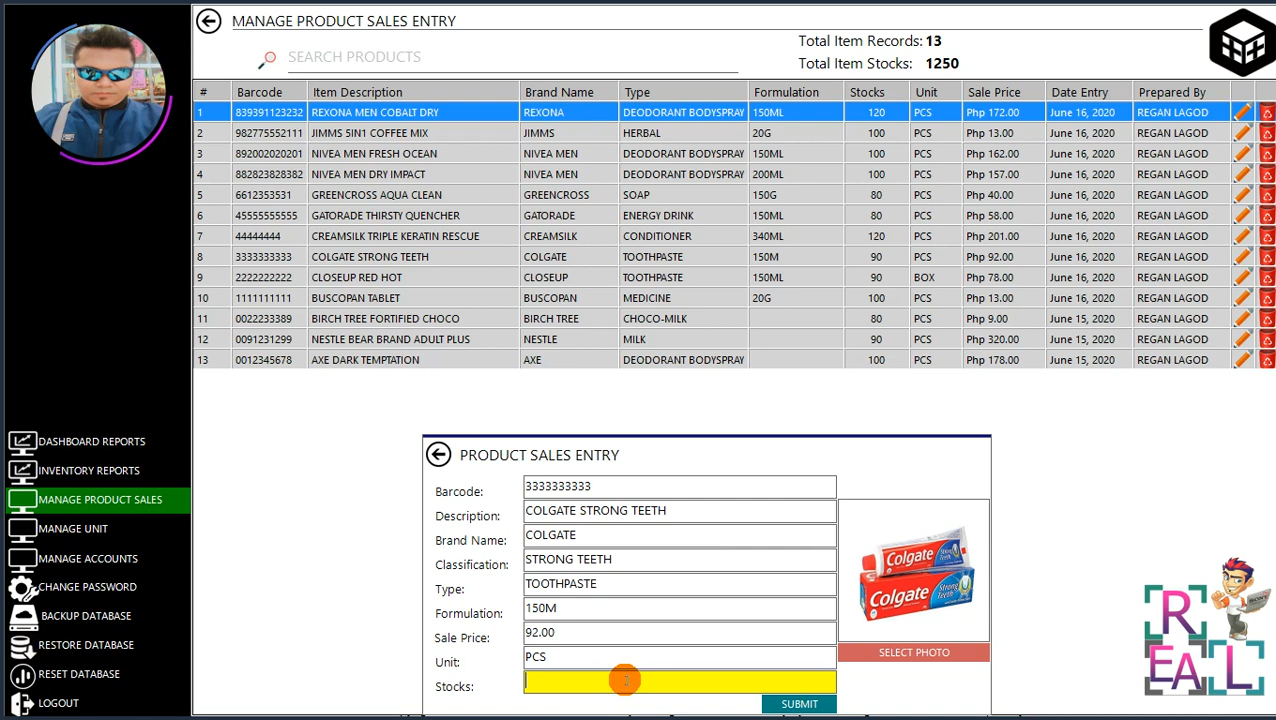 MANAGE PRODUCT SALES ENTRY
SEARCH PRODUCTS
Total Item Records: 13
Total Item Stocks: 1250
# Barcode Item Description Brand Name Type Formulation Stocks Unit Sale Price Date Entry Prepared By
1 839391123232 REXONA MEN COBALT DRY REXONA DEODORANT BODYSPRAY 150ML 120 PCS Php 172.00 June 16, 2020 REGAN LAGOD
2 982775552111 JIMMS 5IN1 COFFEE MIX JIMMS HERBAL 20G 100 PCS Php 13.00 June 16, 2020 REGAN LAGOD
3 892002020201 NIVEA MEN FRESH OCEAN NIVEA MEN DEODORANT BODYSPRAY 150ML 100 PCS Php 162.00 June 16, 2020 REGAN LAGOD
4 882823828382 NIVEA MEN DRY IMPACT NIVEA MEN DEODORANT BODYSPRAY 200ML 100 PCS Php 157.00 June 16, 2020 REGAN LAGOD
5 6612353531 GREENCROSS AQUA CLEAN GREENCROSS SOAP 150G 80 PCS Php 40.00 June 16, 2020 REGAN LAGOD
6 45555555555 GATORADE THIRSTY QUENCHER GATORADE ENERGY DRINK 150ML 80 PCS Php 58.00 June 16, 2020 REGAN LAGOD
7 44444444 CREAMSILK TRIPLE KERATIN RESCUE CREAMSILK CONDITIONER 340ML 120 PCS Php 201.00 June 16, 2020 REGAN LAGOD
8 3333333333 COLGATE STRONG TEETH COLGATE TOOTHPASTE 150M 90 PCS Php 92.00 June 16, 2020 REGAN LAGOD
9 2222222222 CLOSEUP RED HOT CLOSEUP TOOTHPASTE 150ML 90 BOX Php 78.00 June 16, 2020 REGAN LAGOD
10 1111111111 BUSCOPAN TABLET BUSCOPAN MEDICINE 20G 100 PCS Php 13.00 June 16, 2020 REGAN LAGOD
11 0022233389 BIRCH TREE FORTIFIED CHOCO BIRCH TREE CHOCO-MILK 80 PCS Php 9.00 June 15, 2020 REGAN LAGOD
12 0091231299 NESTLE BEAR BRAND ADULT PLUS NESTLE MILK 90 PCS Php 320.00 June 15, 2020 REGAN LAGOD
13 0012345678 AXE DARK TEMPTATION AXE DEODORANT BODYSPRAY 100 PCS Php 178.00 June 15, 2020 REGAN LAGOD
DASHBOARD REPORTS
INVENTORY REPORTS
MANAGE PRODUCT SALES
MANAGE UNIT
MANAGE ACCOUNTS
CHANGE PASSWORD
BACKUP DATABASE
RESTORE DATABASE
RESET DATABASE
LOGOUT
PRODUCT SALES ENTRY
Barcode: 3333333333
Description: COLGATE STRONG TEETH
Brand Name: COLGATE
Classification: STRONG TEETH
Type: TOOTHPASTE
Formulation: 150M
Sale Price: 92.00
Unit: PCS
Stocks:
SUBMIT
Colgate Strong Teeth
Colgate Strong Teeth
SELECT PHOTO
R
EAL